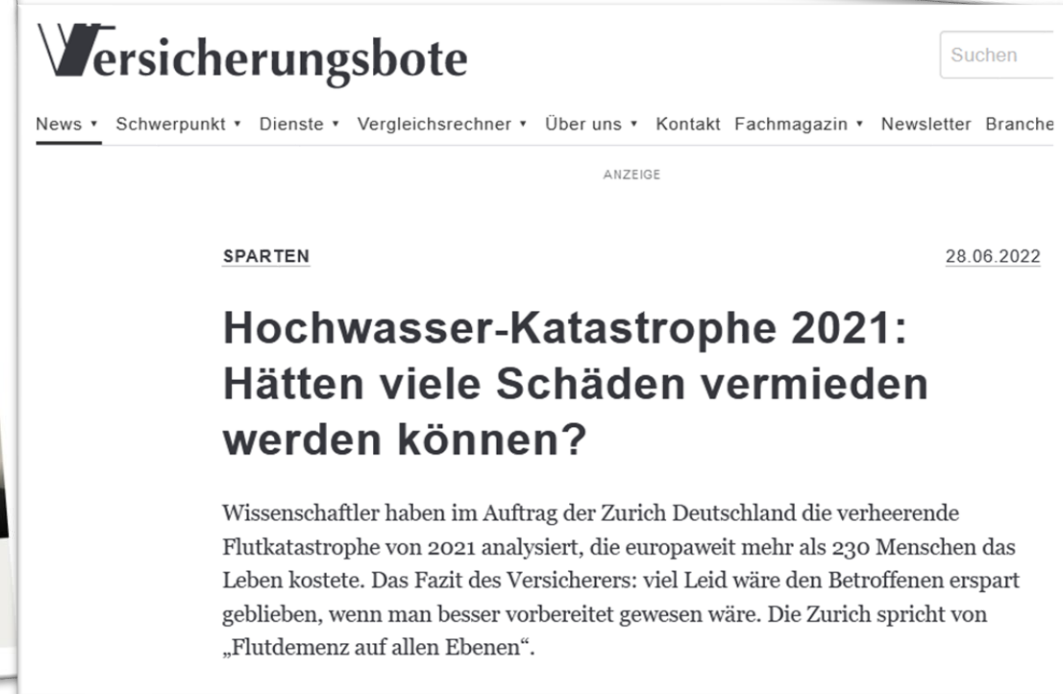 Versicherungsbote
Suchen
News ▾ Schwerpunkt ▾ Dienste ▾ Vergleichsrechner ▾ Über uns ▾ Kontakt Fachmagazin ▾ Newsletter Branche
ANZEIGE
SPARTEN 28.06.2022
Hochwasser-Katastrophe 2021:
Hätten viele Schäden vermieden
werden können?
Wissenschaftler haben im Auftrag der Zurich Deutschland die verheerende
Flutkatastrophe von 2021 analysiert, die europaweit mehr als 230 Menschen das
Leben kostete. Das Fazit des Versicherers: viel Leid wäre den Betroffenen erspart
geblieben, wenn man besser vorbereitet gewesen wäre. Die Zurich spricht von
„Flutdemenz auf allen Ebenen“.